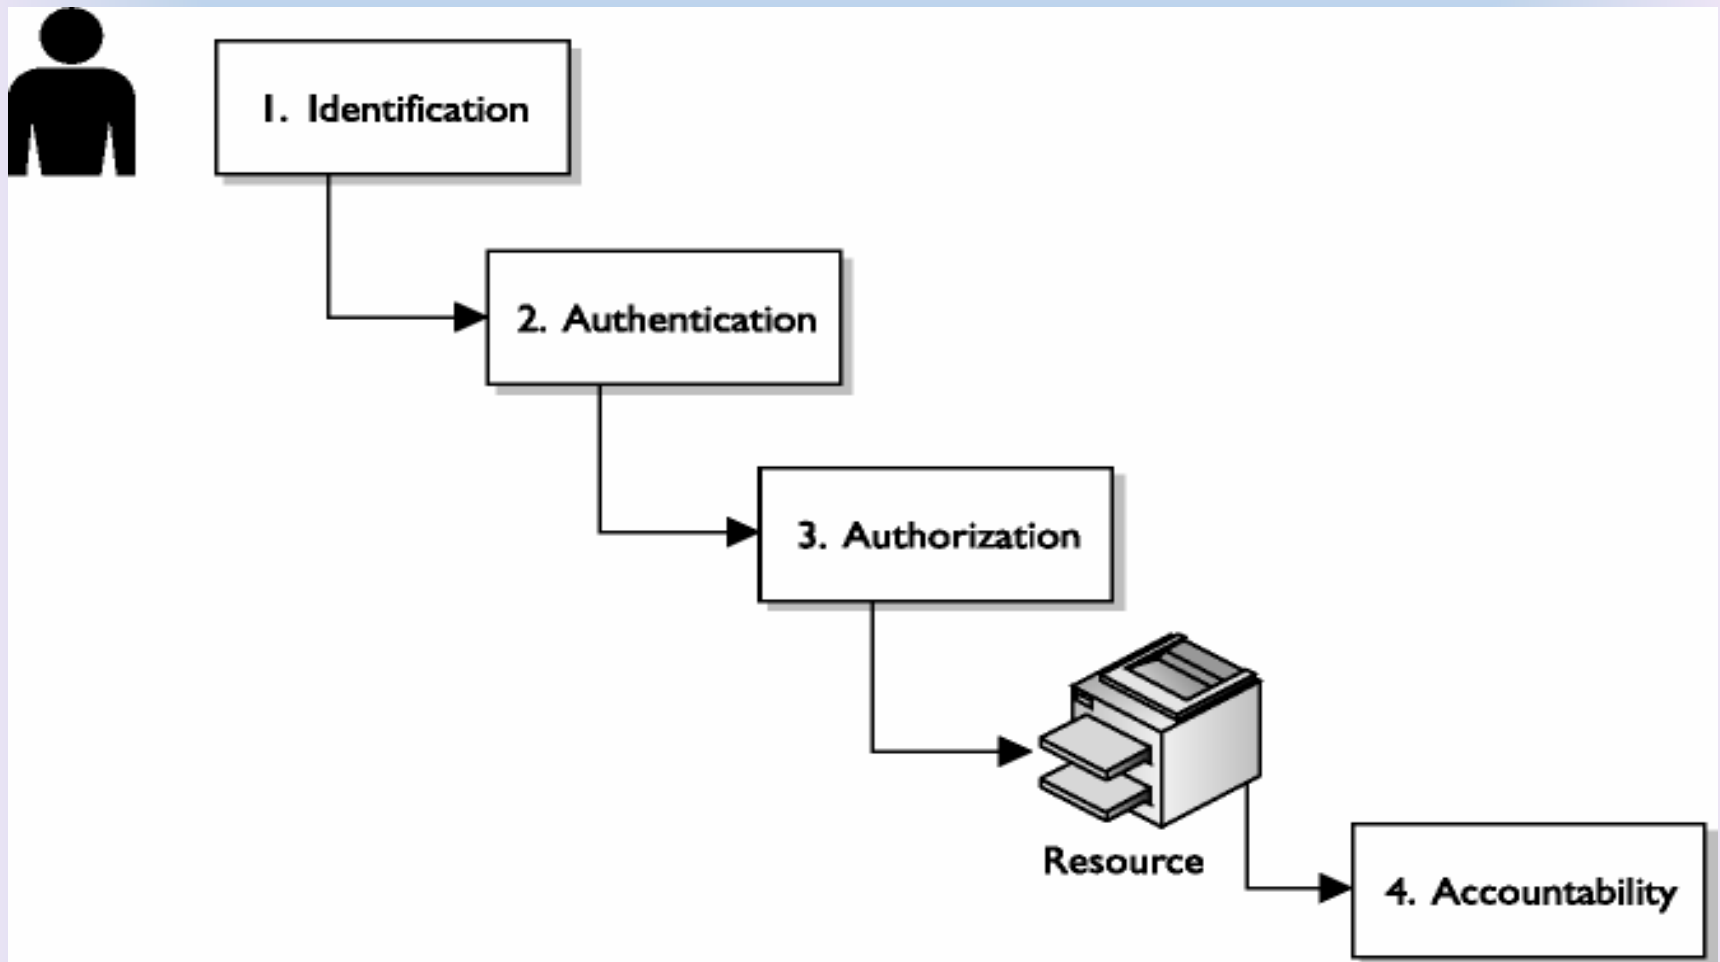 1. Identification
2. Authentication
3. Authorization
Resource
4. Accountability